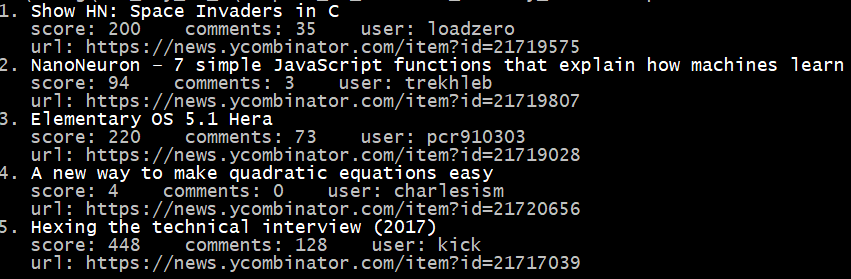 1. Show HN: Space Invaders in C
score: 200    comments: 35    user: loadzero
url: https://news.ycombinator.com/item?id=21719575
2. NanoNeuron – 7 simple JavaScript functions that explain how machines learn
score: 94    comments: 3    user: trekhleb
url: https://news.ycombinator.com/item?id=21719807
3. Elementary OS 5.1 Hera
score: 220    comments: 73    user: pcr910303
url: https://news.ycombinator.com/item?id=21719028
4. A new way to make quadratic equations easy
score: 4    comments: 0    user: charlesism
url: https://news.ycombinator.com/item?id=21720656
5. Hexing the technical interview (2017)
score: 448    comments: 128    user: kick
url: https://news.ycombinator.com/item?id=21717039